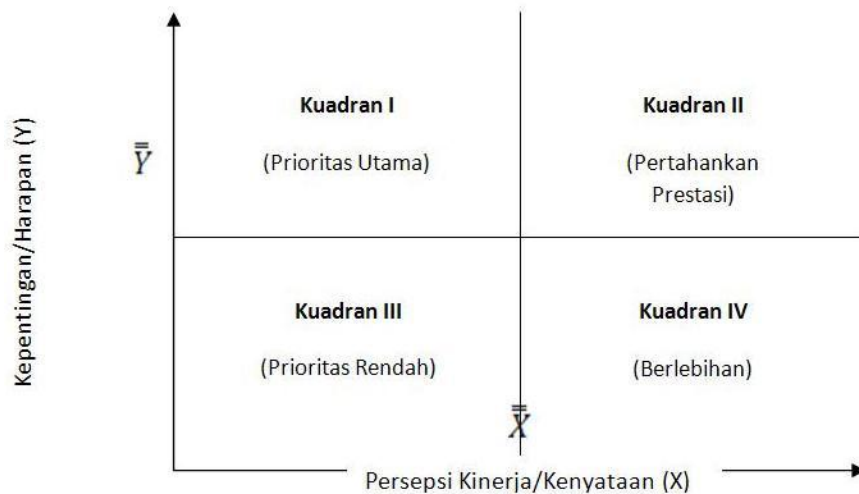 Kepentingan/Harapan (Y)
Kuadran I
(Prioritas Utama)
Kuadran II
(Pertahankan
Prestasi)
Y̿
Kuadran III
(Prioritas Rendah)
Kuadran IV
(Berlebihan)
X̿
Persepsi Kinerja/Kenyataan (X)